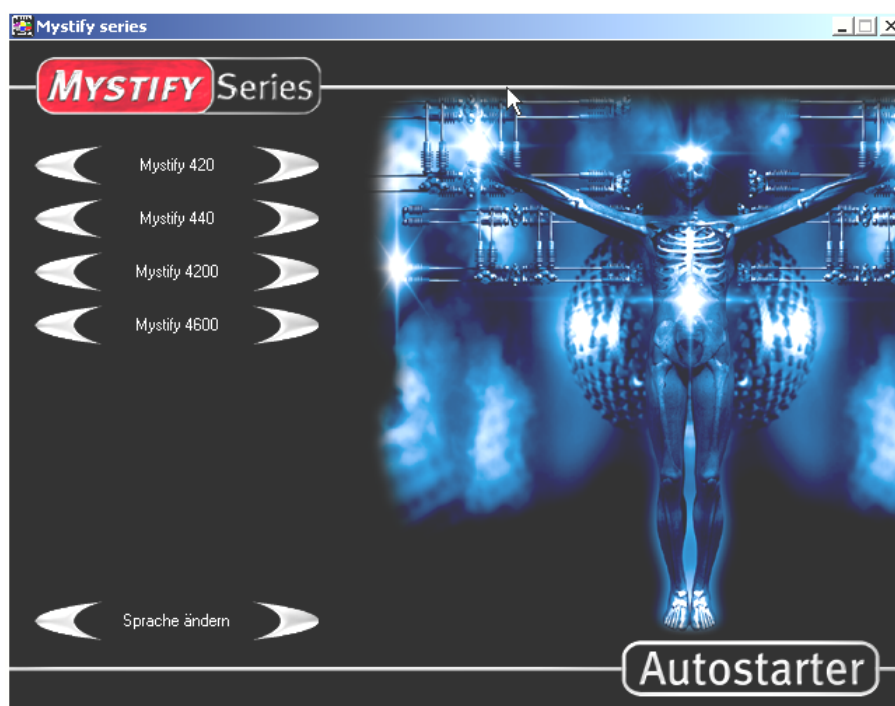 Mystify series
MYSTIFY Series
Mystify 420
Mystify 440
Mystify 4200
Mystify 4600
Sprache ändern
Autostarter